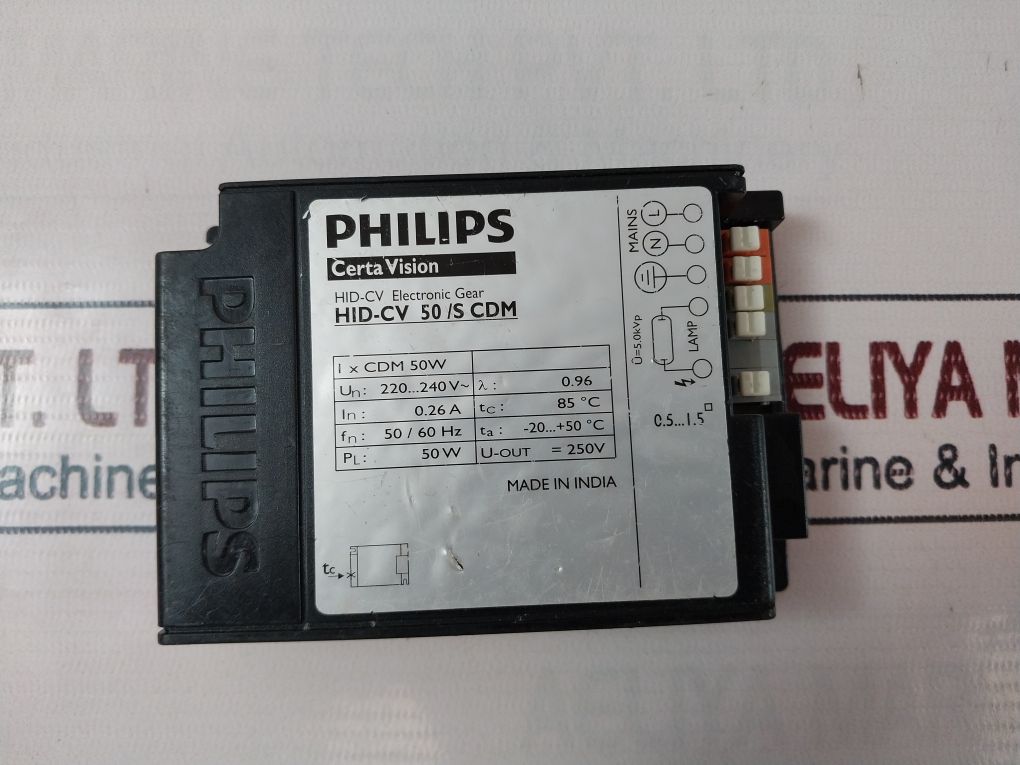 PHILIPS
PHILIPS
CertaVision
HID-CV Electronic Gear
HID-CV 50 /S CDM
1 x CDM 50W
Un: 220...240V~ λ: 0.96
In: 0.26 A tc: 85 °C
fn: 50 / 60 Hz ta: -20...+50 °C
PL: 50W U-OUT = 250V
MADE IN INDIA
tc
MAINS
L
N
Û=5.0kVp
LAMP
0.5...1.5□
T. LT
ELIYA M
achine
arine & In